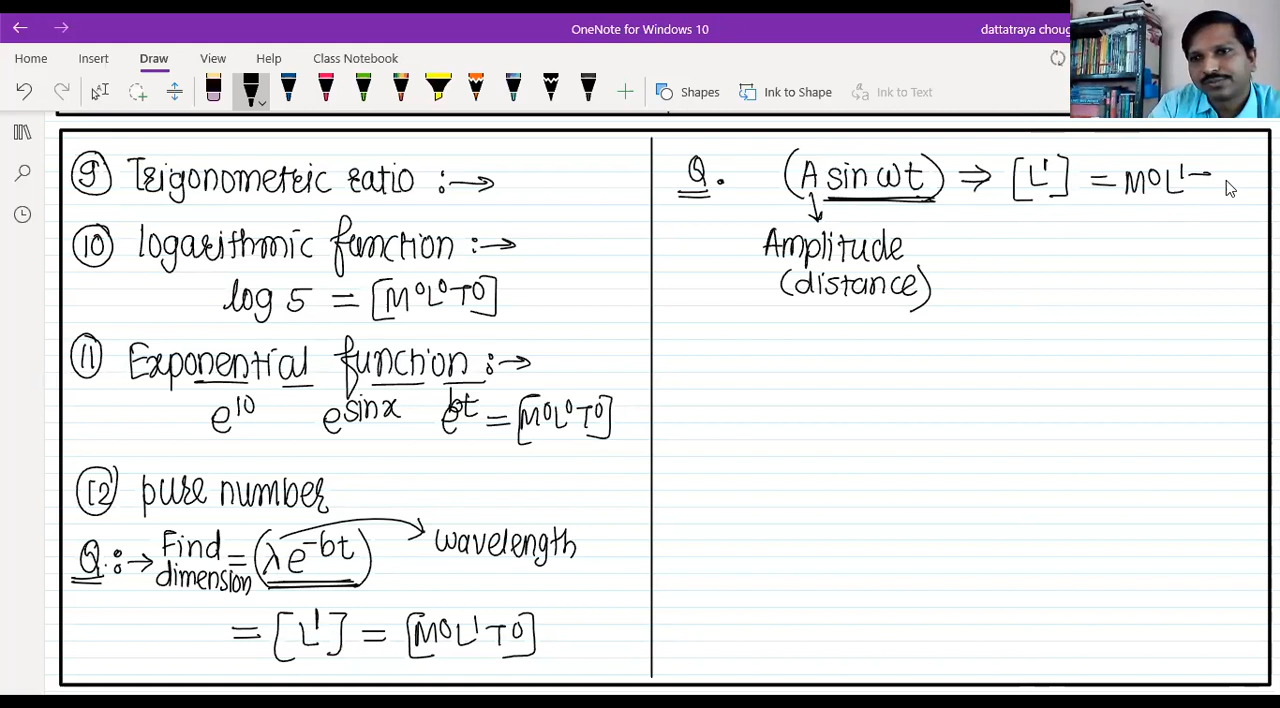 OneNote for Windows 10
dattatraya choug
Home Insert Draw View Help Class Notebook
Shapes Ink to Shape Ink to Text
⑨ Trigonometric ratio :→
⑩ logarithmic function :→
log 5 = [M⁰L⁰T⁰]
⑪ Exponential function :→
e¹⁰ e^sinx e^bt = [M⁰L⁰T⁰]
⑫ pure number
Q.:→ Find dimension = (λe^-bt) wavelength
= [L¹] = [M⁰L¹T⁰]
Q. (A sin ωt) ⇒ [L¹] = M⁰L¹
Amplitude
(distance)